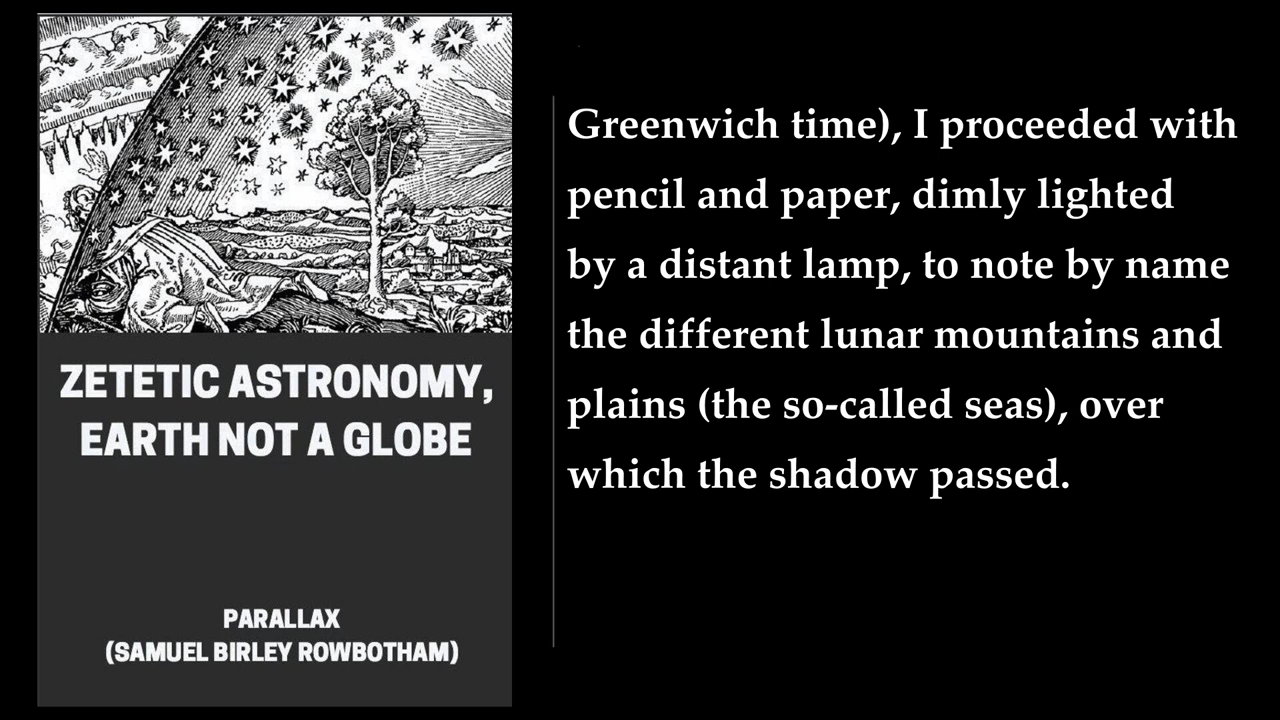 ZETETIC ASTRONOMY,
EARTH NOT A GLOBE
PARALLAX
(SAMUEL BIRLEY ROWBOTHAM)
Greenwich time), I proceeded with
pencil and paper, dimly lighted
by a distant lamp, to note by name
the different lunar mountains and
plains (the so-called seas), over
which the shadow passed.